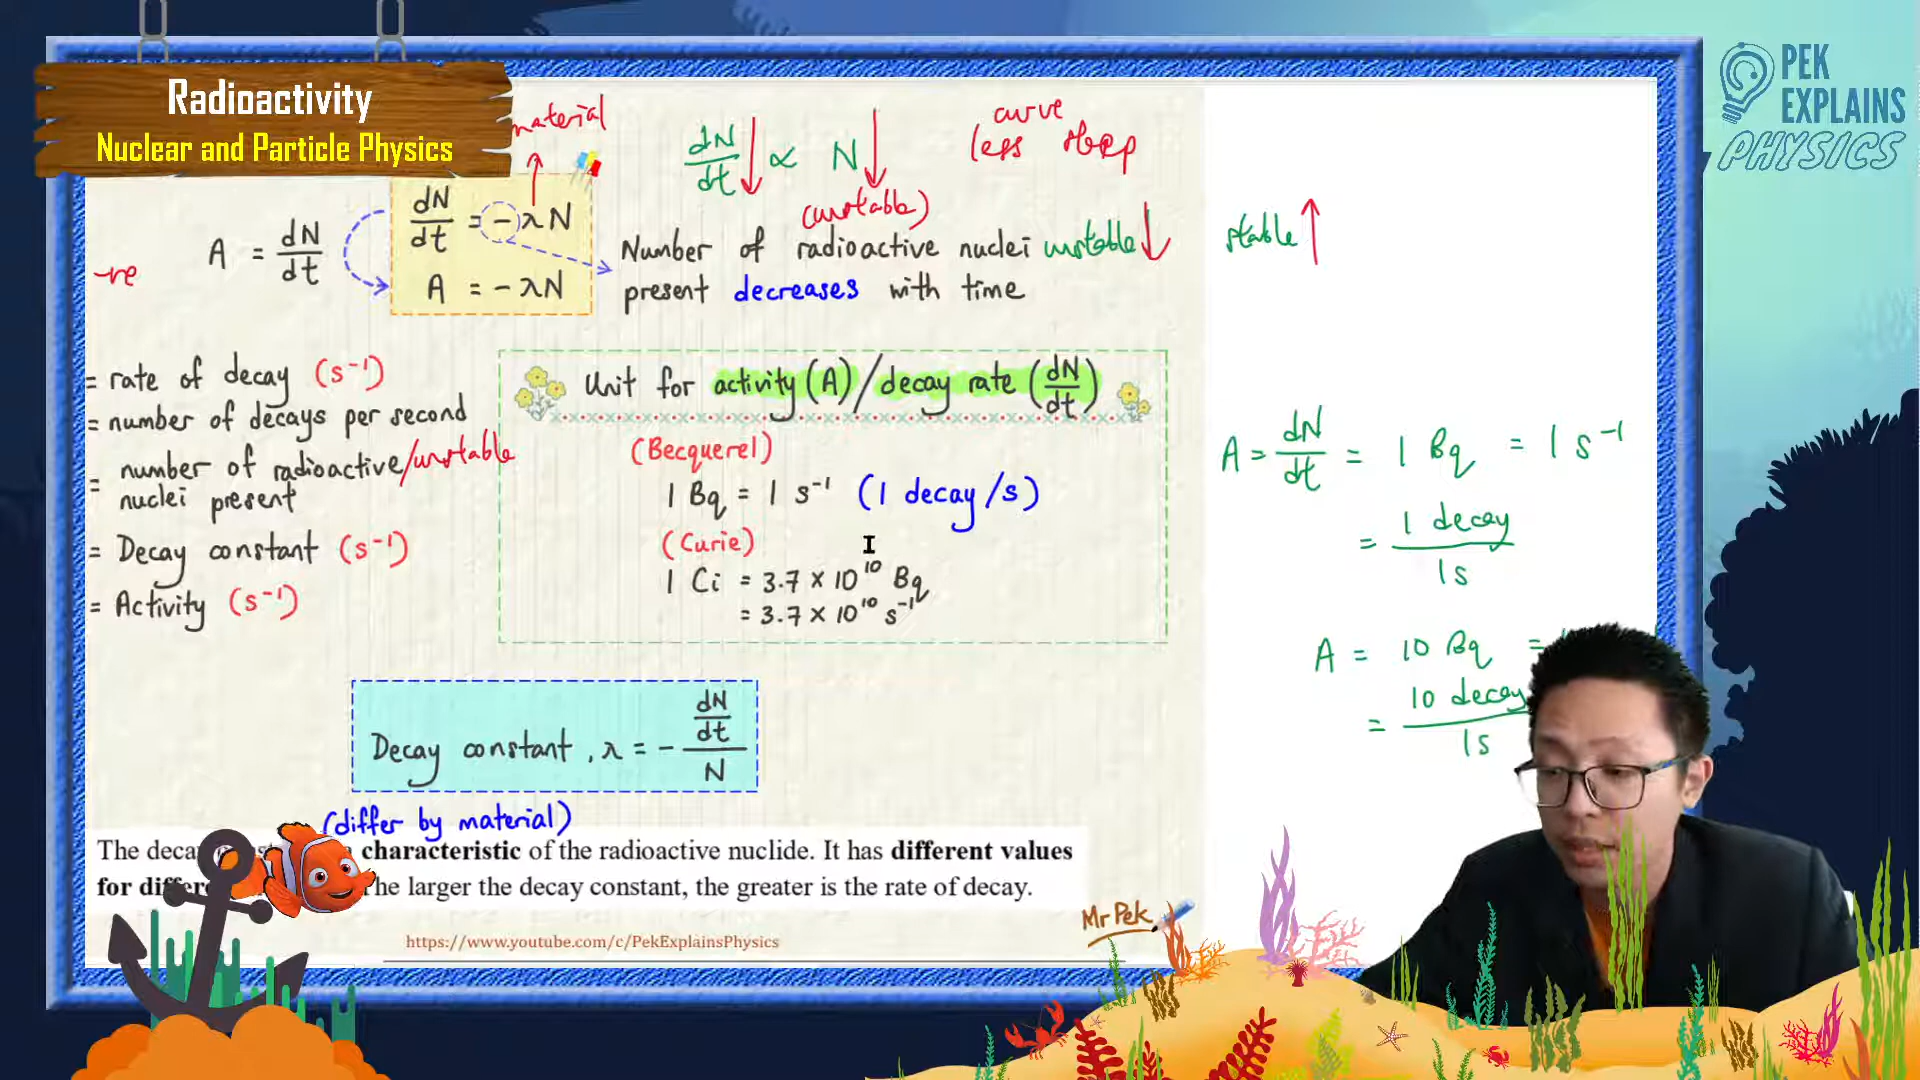 Radioactivity
Nuclear and Particle Physics
PEK
EXPLAINS
PHYSICS
material
dN/dt ↓ ∝ N ↓
curve
less steep
(unstable)
-ve
A = dN/dt
dN/dt = -λN
A = -λN
Number of radioactive nuclei unstable ↓
present decreases with time
stable ↑
= rate of decay (s⁻¹)
= number of decays per second
= number of radioactive/unstable
nuclei present
= Decay constant (s⁻¹)
= Activity (s⁻¹)
Unit for activity (A) / decay rate (dN/dt)
(Becquerel)
1 Bq = 1 s⁻¹ (1 decay/s)
(Curie)
1 Ci = 3.7 × 10¹⁰ Bq
= 3.7 × 10¹⁰ s⁻¹
A = dN/dt = 1 Bq = 1 s⁻¹
= 1 decay / 1s
A = 10 Bq =
= 10 decay / 1s
Decay constant, λ = - (dN/dt) / N
(differ by material)
The characteristic of the radioactive nuclide. It has different values
for The larger the decay constant, the greater is the rate of decay.
Mr Pek
https://www.youtube.com/c/PekExplainsPhysics